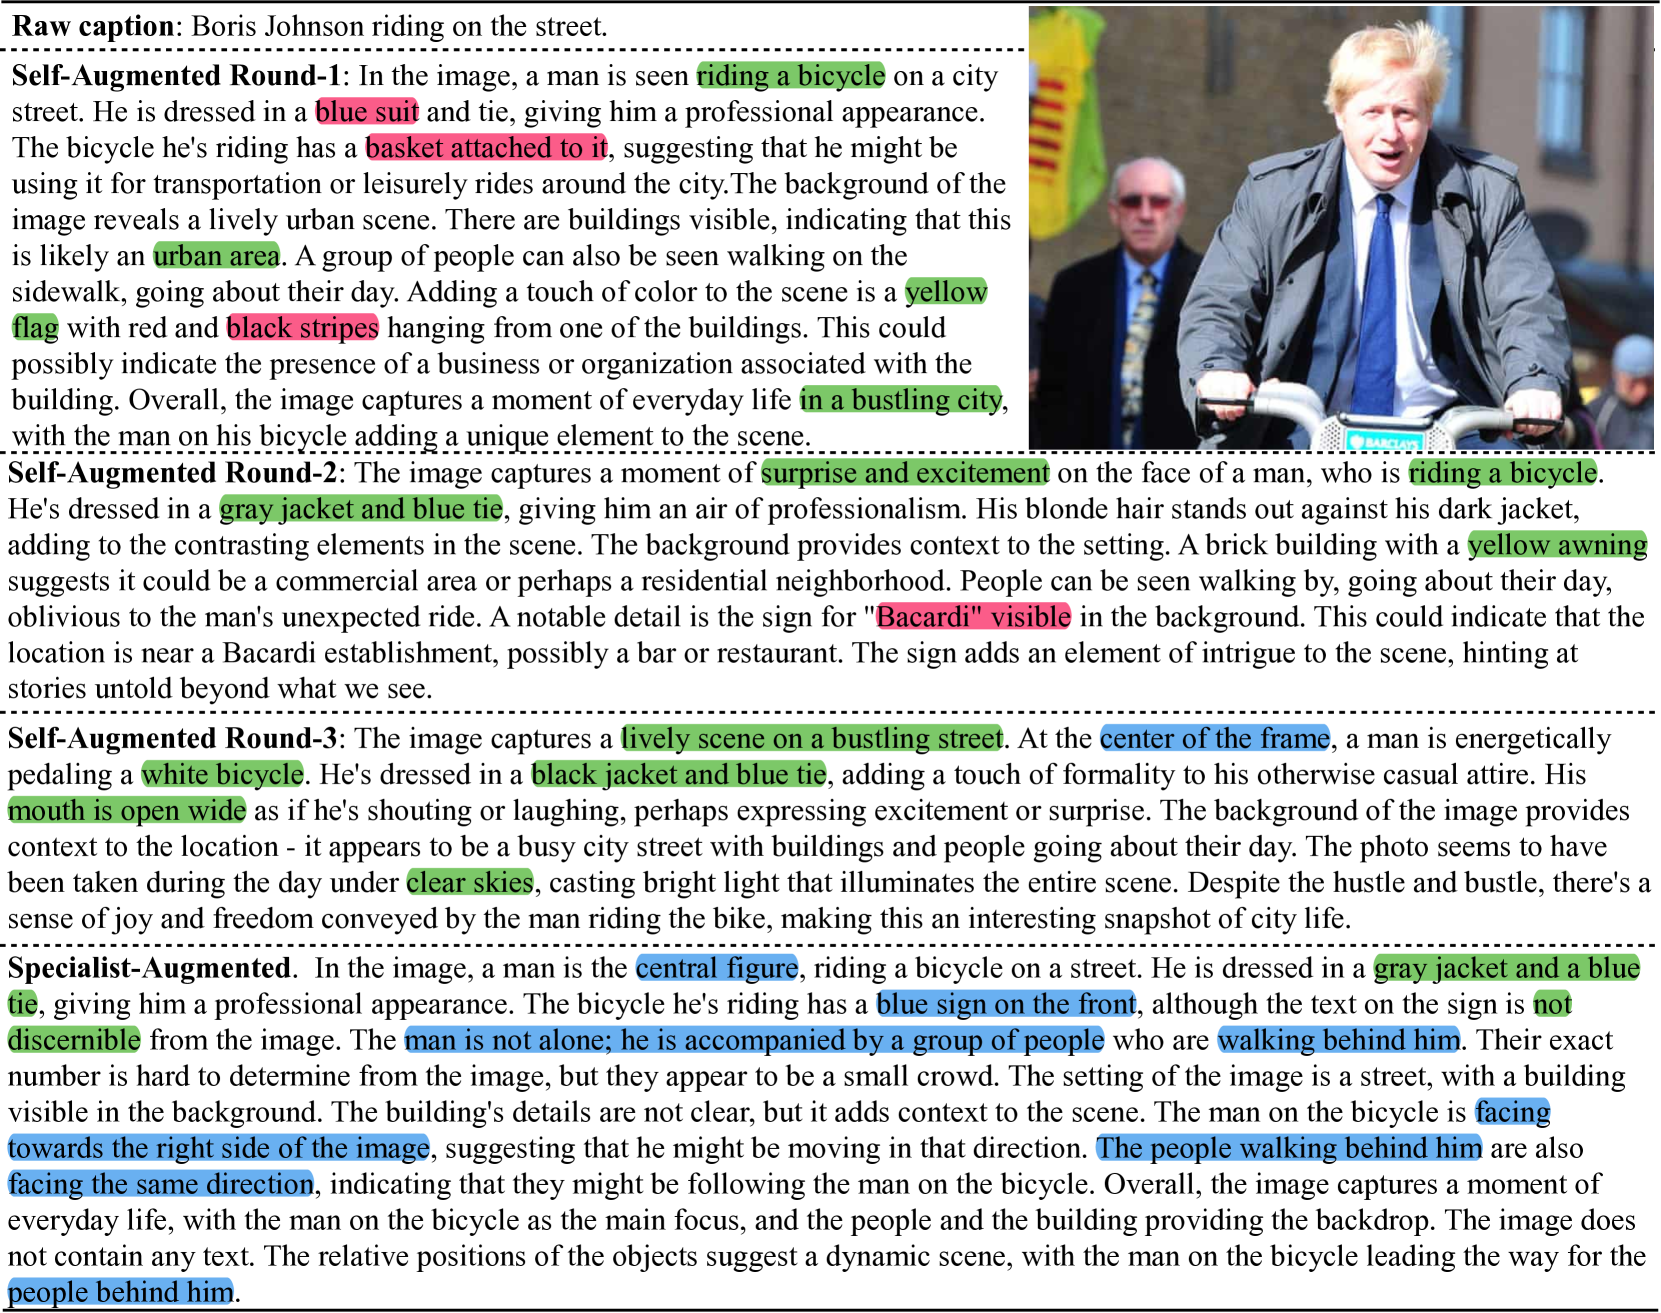 Raw caption: Boris Johnson riding on the street.
Self-Augmented Round-1: In the image, a man is seen riding a bicycle on a city
street. He is dressed in a blue suit and tie, giving him a professional appearance.
The bicycle he's riding has a basket attached to it, suggesting that he might be
using it for transportation or leisurely rides around the city.The background of the
image reveals a lively urban scene. There are buildings visible, indicating that this
is likely an urban area. A group of people can also be seen walking on the
sidewalk, going about their day. Adding a touch of color to the scene is a yellow
flag with red and black stripes hanging from one of the buildings. This could
possibly indicate the presence of a business or organization associated with the
building. Overall, the image captures a moment of everyday life in a bustling city,
with the man on his bicycle adding a unique element to the scene.
BARCLAYS
Self-Augmented Round-2: The image captures a moment of surprise and excitement on the face of a man, who is riding a bicycle.
He's dressed in a gray jacket and blue tie, giving him an air of professionalism. His blonde hair stands out against his dark jacket,
adding to the contrasting elements in the scene. The background provides context to the setting. A brick building with a yellow awning
suggests it could be a commercial area or perhaps a residential neighborhood. People can be seen walking by, going about their day,
oblivious to the man's unexpected ride. A notable detail is the sign for "Bacardi" visible in the background. This could indicate that the
location is near a Bacardi establishment, possibly a bar or restaurant. The sign adds an element of intrigue to the scene, hinting at
stories untold beyond what we see.
Self-Augmented Round-3: The image captures a lively scene on a bustling street. At the center of the frame, a man is energetically
pedaling a white bicycle. He's dressed in a black jacket and blue tie, adding a touch of formality to his otherwise casual attire. His
mouth is open wide as if he's shouting or laughing, perhaps expressing excitement or surprise. The background of the image provides
context to the location - it appears to be a busy city street with buildings and people going about their day. The photo seems to have
been taken during the day under clear skies, casting bright light that illuminates the entire scene. Despite the hustle and bustle, there's a
sense of joy and freedom conveyed by the man riding the bike, making this an interesting snapshot of city life.
Specialist-Augmented. In the image, a man is the central figure, riding a bicycle on a street. He is dressed in a gray jacket and a blue
tie, giving him a professional appearance. The bicycle he's riding has a blue sign on the front, although the text on the sign is not
discernible from the image. The man is not alone; he is accompanied by a group of people who are walking behind him. Their exact
number is hard to determine from the image, but they appear to be a small crowd. The setting of the image is a street, with a building
visible in the background. The building's details are not clear, but it adds context to the scene. The man on the bicycle is facing
towards the right side of the image, suggesting that he might be moving in that direction. The people walking behind him are also
facing the same direction, indicating that they might be following the man on the bicycle. Overall, the image captures a moment of
everyday life, with the man on the bicycle as the main focus, and the people and the building providing the backdrop. The image does
not contain any text. The relative positions of the objects suggest a dynamic scene, with the man on the bicycle leading the way for the
people behind him.